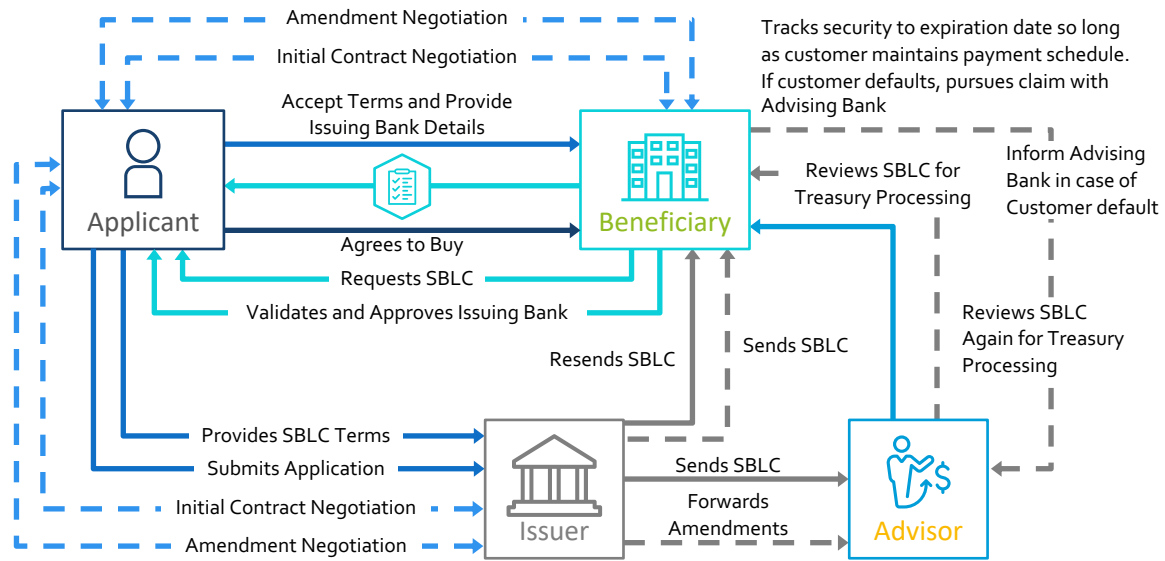 Amendment Negotiation
Initial Contract Negotiation
Tracks security to expiration date so long
as customer maintains payment schedule.
If customer defaults, pursues claim with
Advising Bank
Accept Terms and Provide
Issuing Bank Details
Applicant
Beneficiary
Reviews SBLC for
Treasury Processing
Inform Advising
Bank in case of
Customer default
Agrees to Buy
Requests SBLC
Validates and Approves Issuing Bank
Resends SBLC
Sends SBLC
Reviews SBLC
Again for Treasury
Processing
Provides SBLC Terms
Submits Application
Initial Contract Negotiation
Amendment Negotiation
Issuer
Sends SBLC
Forwards
Amendments
$
Advisor